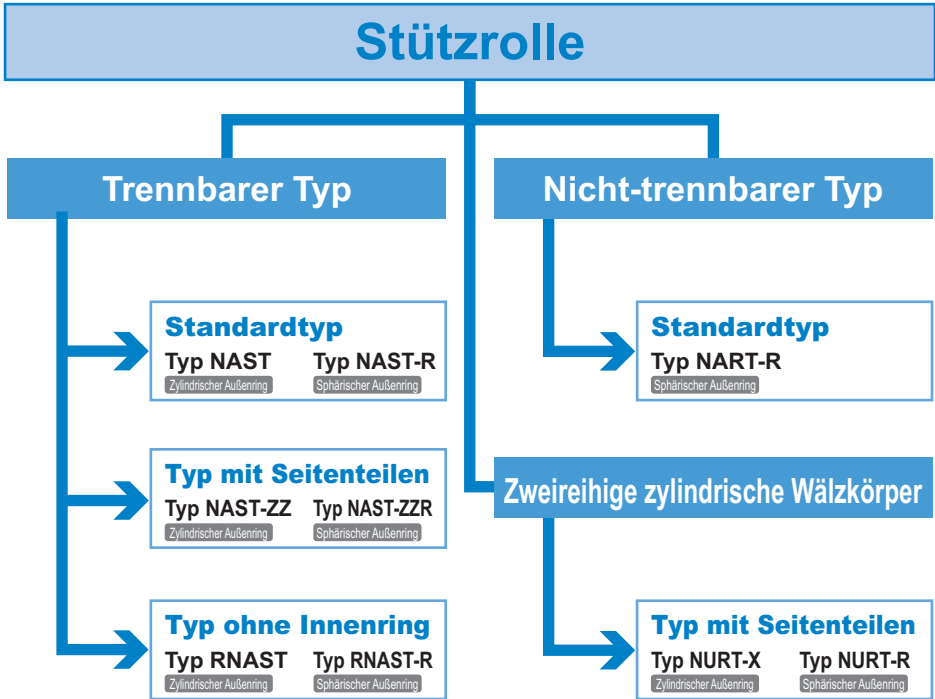 Stützrolle
Trennbarer Typ
Standardtyp
Typ NAST Typ NAST-R
Zylindrischer Außenring Sphärischer Außenring
Typ mit Seitenteilen
Typ NAST-ZZ Typ NAST-ZZR
Zylindrischer Außenring Sphärischer Außenring
Typ ohne Innenring
Typ RNAST Typ RNAST-R
Zylindrischer Außenring Sphärischer Außenring
Nicht-trennbarer Typ
Standardtyp
Typ NART-R
Sphärischer Außenring
Zweireihige zylindrische Wälzkörper
Typ mit Seitenteilen
Typ NURT-X Typ NURT-R
Zylindrischer Außenring Sphärischer Außenring